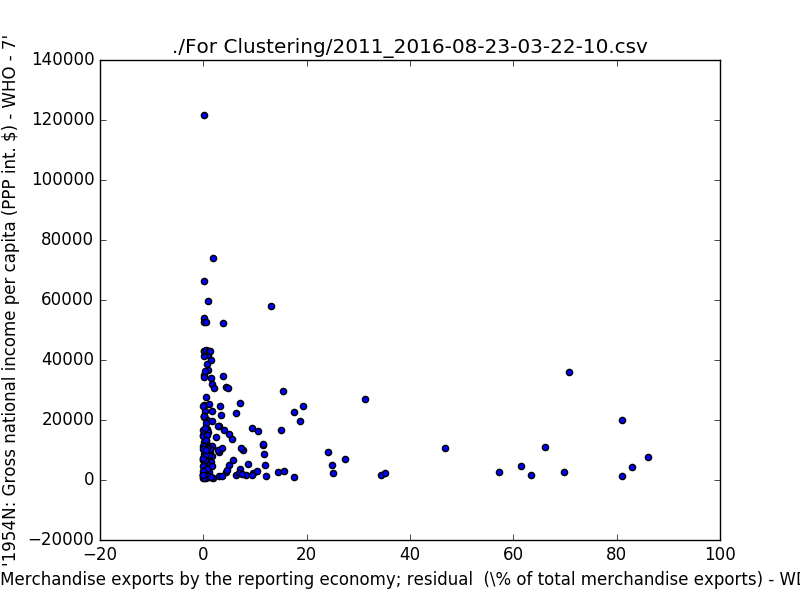 ./For Clustering/2011_2016-08-23-03-22-10.csv
'1954N: Gross national income per capita (PPP int. $) - WHO - 7'
140000
120000
100000
80000
60000
40000
20000
0
−20000
−20 0 20 40 60 80 100
Merchandise exports by the reporting economy; residual (\% of total merchandise exports) - WD